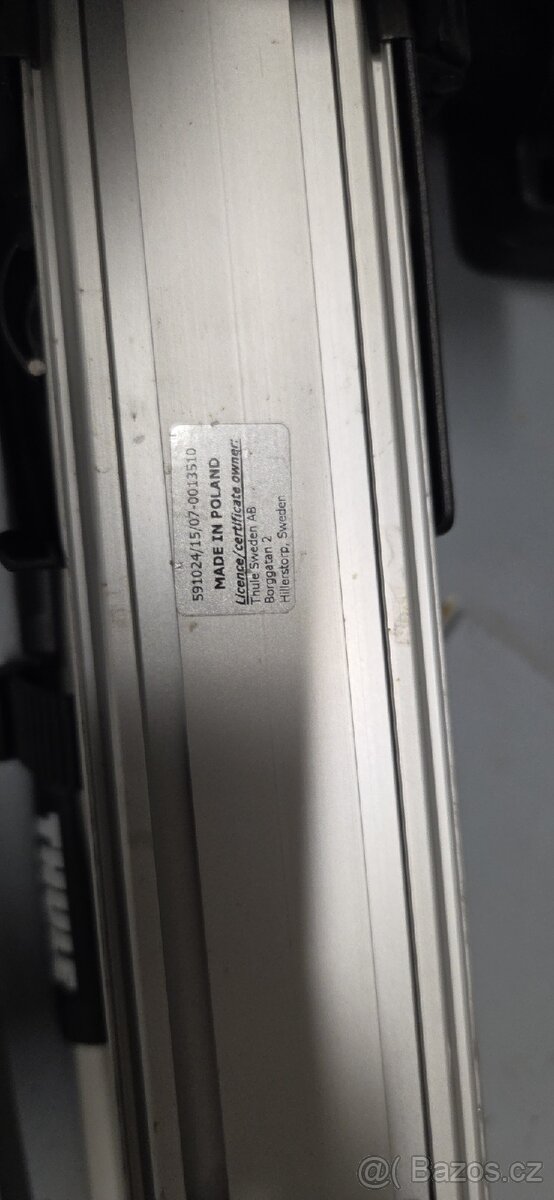 591024/15/07-0013510
MADE IN POLAND
Licence/certificate owner:
Thule Sweden AB
Borggatan 2
Hillerstorp, Sweden
THULE
@( Bazos.cz